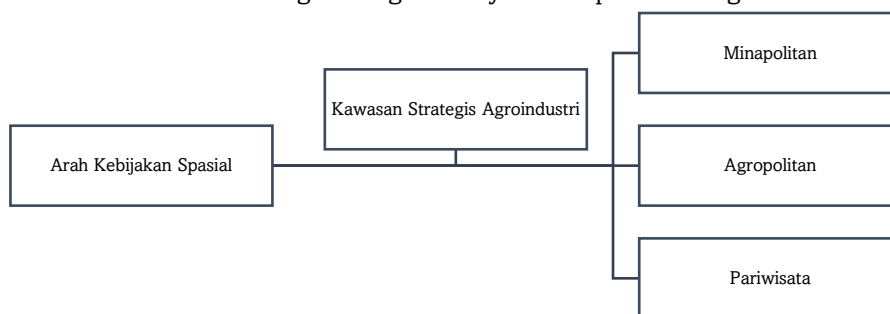 Minapolitan
Kawasan Strategis Agroindustri
Arah Kebijakan Spasial
Agropolitan
Pariwisata